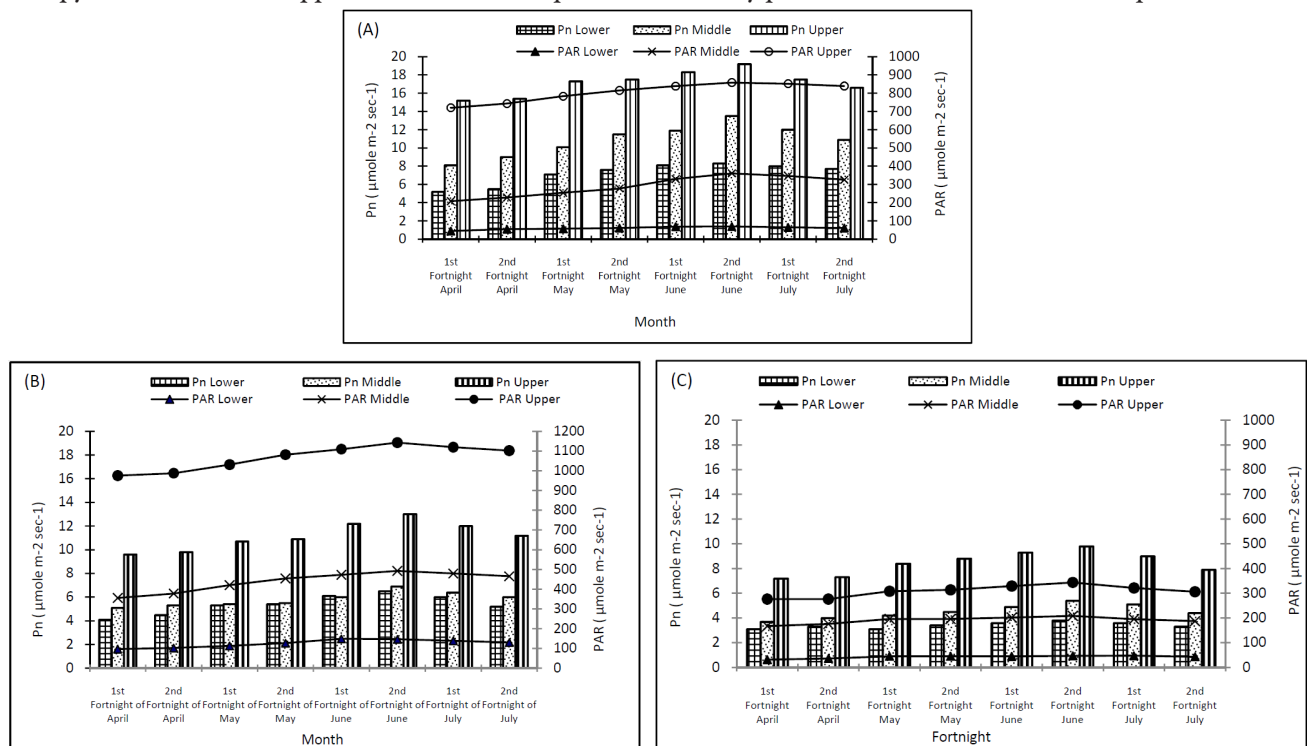 (A)
Pn Lower Pn Middle Pn Upper
PAR Lower PAR Middle PAR Upper
Pn ( µmole m-2 sec-1)
20
18
16
14
12
10
8
6
4
2
0
1000
900
800
700
600
500
400
300
200
100
0
PAR ( µmole m-2 sec-1)
1st Fortnight April
2nd Fortnight April
1st Fortnight May
2nd Fortnight May
1st Fortnight June
2nd Fortnight June
1st Fortnight July
2nd Fortnight July
Month
(B)
Pn Lower Pn Middle Pn Upper
PAR Lower PAR Middle PAR Upper
Pn ( µmole m-2 sec-1)
20
18
16
14
12
10
8
6
4
2
0
1200
1100
1000
900
800
700
600
500
400
300
200
100
0
PAR ( µmole m-2 sec-1)
1st Fortnight of April
2nd Fortnight of April
1st Fortnight of May
2nd Fortnight of May
1st Fortnight of June
2nd Fortnight of June
1st Fortnight of July
2nd Fortnight of July
Month
(C)
Pn Lower Pn Middle Pn Upper
PAR Lower PAR Middle PAR Upper
Pn ( µmole m-2 sec-1)
20
18
16
14
12
10
8
6
4
2
0
1000
900
800
700
600
500
400
300
200
100
0
PAR ( µmole m-2 sec-1)
1st Fortnight April
2nd Fortnight April
1st Fortnight May
2nd Fortnight May
1st Fortnight June
2nd Fortnight June
1st Fortnight July
2nd Fortnight July
Fortnight